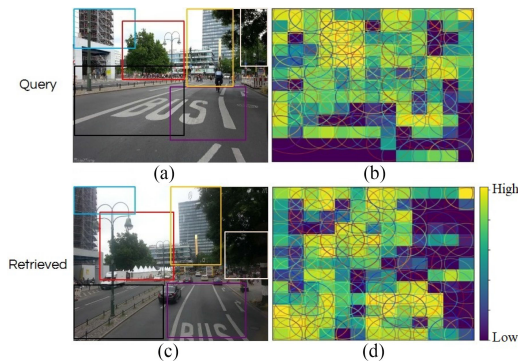 Query
BUS
(a)
(b)
High
Retrieved
BUS
Low
(c)
(d)